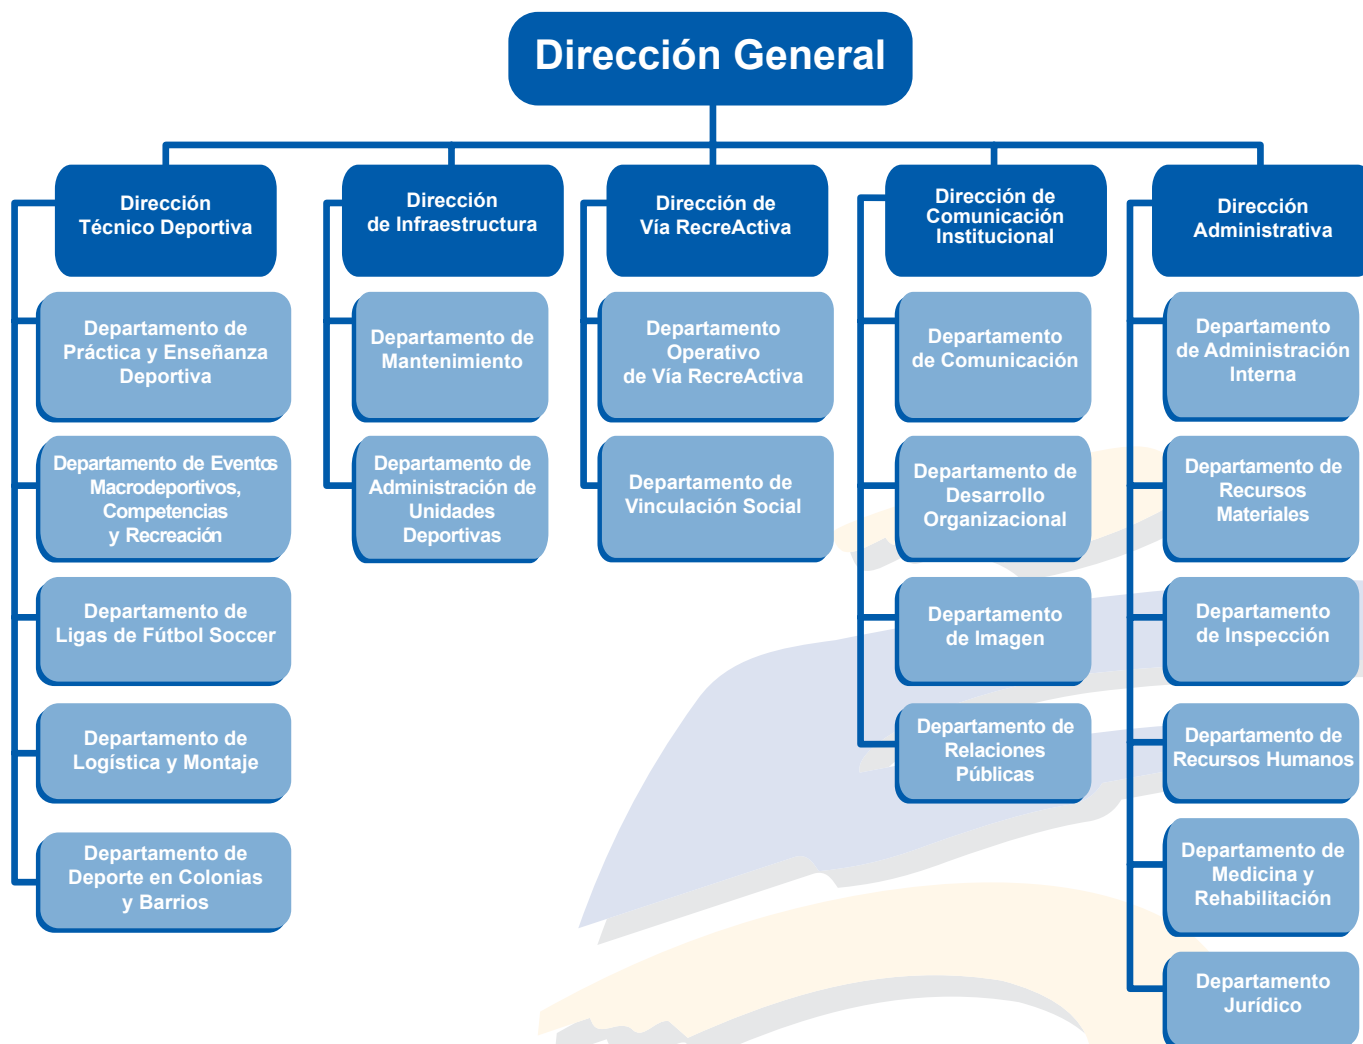 Dirección General
Dirección
Técnico Deportiva
Departamento de
Práctica y Enseñanza
Deportiva
Departamento de Eventos
Macrodeportivos,
Competencias
y Recreación
Departamento de
Ligas de Fútbol Soccer
Departamento de
Logística y Montaje
Departamento de
Deporte en Colonias
y Barrios
Dirección
de Infraestructura
Departamento de
Mantenimiento
Departamento de
Administración de
Unidades
Deportivas
Dirección de
Vía RecreActiva
Departamento
Operativo
de Vía RecreActiva
Departamento de
Vinculación Social
Dirección de
Comunicación
Institucional
Departamento
de Comunicación
Departamento de
Desarrollo
Organizacional
Departamento
de Imagen
Departamento de
Relaciones
Públicas
Dirección
Administrativa
Departamento
de Administración
Interna
Departamento de
Recursos
Materiales
Departamento
de Inspección
Departamento de
Recursos Humanos
Departamento de
Medicina y
Rehabilitación
Departamento
Jurídico